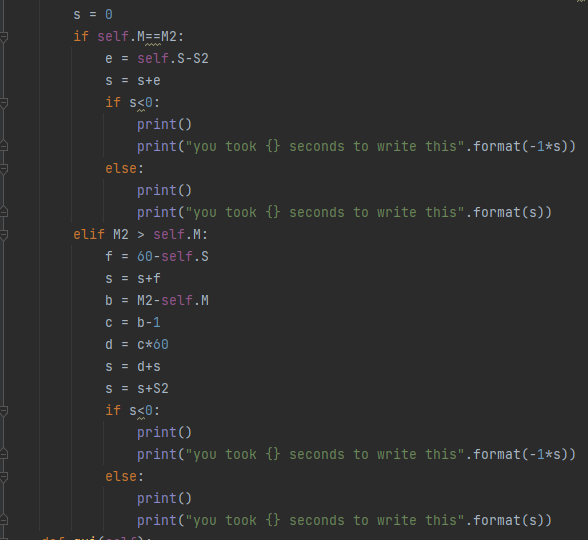 s = 0
if self.M==M2:
e = self.S-S2
s = s+e
if s<0:
print()
print("you took {} seconds to write this".format(-1*s))
else:
print()
print("you took {} seconds to write this".format(s))
elif M2 > self.M:
f = 60-self.S
s = s+f
b = M2-self.M
c = b-1
d = c*60
s = d+s
s = s+S2
if s<0:
print()
print("you took {} seconds to write this".format(-1*s))
else:
print()
print("you took {} seconds to write this".format(s))